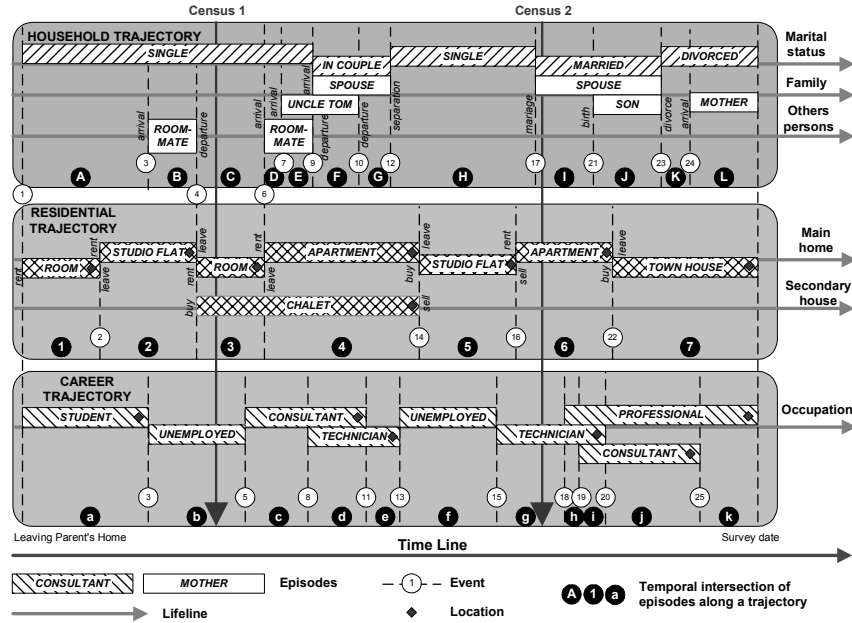 Census 1
Census 2
HOUSEHOLD TRAJECTORY
Marital
status
SINGLE
IN COUPLE
SINGLE
MARRIED
DIVORCED
SPOUSE
SPOUSE
Family
UNCLE TOM
SON
MOTHER
Others
persons
ROOM-
MATE
ROOM-
MATE
arrival
departure
arrival
arrival
arrival
departure
departure
separation
mariage
birth
divorce
arrival
3
7
9
10
12
17
21
23
24
A
B
C
D
E
F
G
H
I
J
K
L
1
4
6
RESIDENTIAL
TRAJECTORY
Main
home
STUDIO FLAT
APARTMENT
APARTMENT
ROOM
ROOM
STUDIO FLAT
TOWN HOUSE
rent
rent
leave
leave
rent
rent
leave
leave
buy
rent
leave
buy
Secondary
house
CHALET
buy
sell
sell
2
14
16
22
1
2
3
4
5
6
7
CAREER
TRAJECTORY
STUDENT
CONSULTANT
UNEMPLOYED
PROFESSIONAL
Occupation
UNEMPLOYED
TECHNICIAN
TECHNICIAN
CONSULTANT
3
5
8
11
13
15
18
19
20
25
a
b
c
d
e
f
g
h
i
j
k
Leaving Parent's Home
Survey date
Time Line
CONSULTANT
MOTHER
Episodes
1
Event
A
1
a
Temporal intersection of
episodes along a trajectory
Lifeline
Location